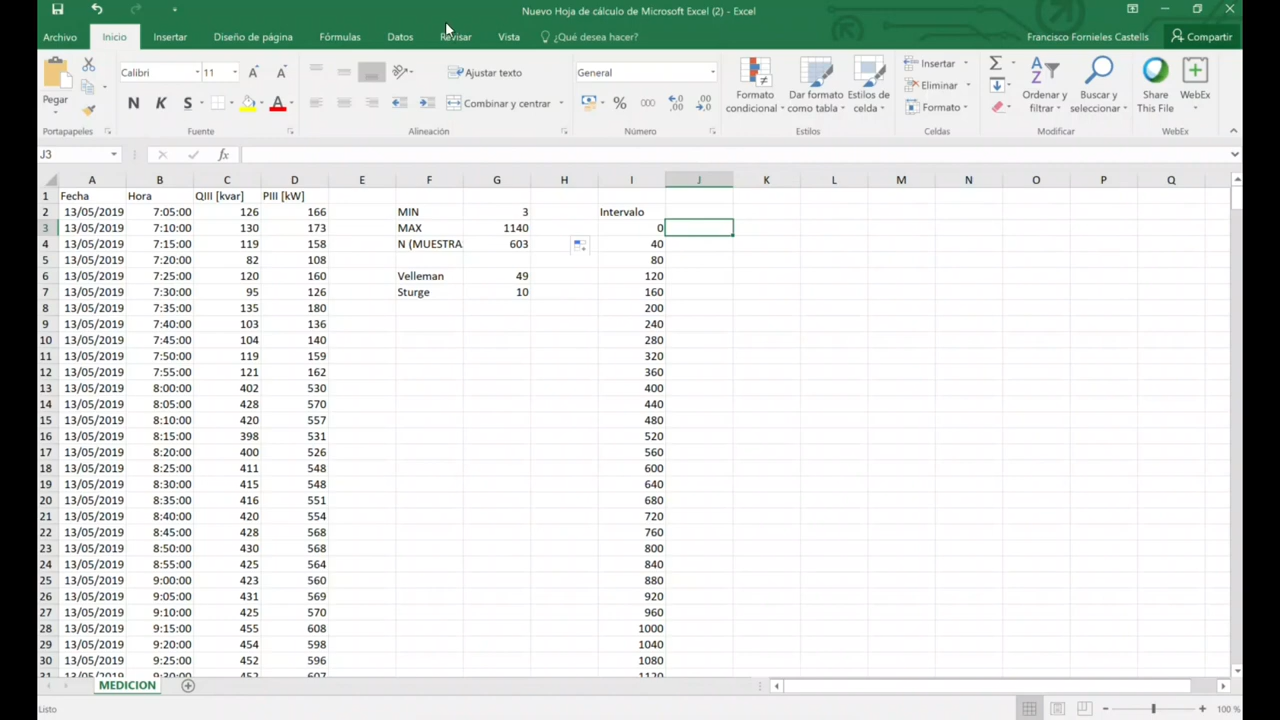 Nuevo Hoja de cálculo de Microsoft Excel (2) - Excel
Archivo Inicio Insertar Diseño de página Fórmulas Datos Revisar Vista ¿Qué desea hacer? Francisco Fornieles Castells Compartir
Calibri 11 Ajustar texto General Insertar
Pegar N K S A Combinar y centrar % 000 Formato condicional Dar formato como tabla Estilos de celda Eliminar Formato Ordenar y filtrar Buscar y seleccionar Share This File WebEx
Portapapeles Fuente Alineación Número Estilos Celdas Modificar WebEx
J3 fx
A B C D E F G H I J K L M N O P Q
1 Fecha Hora QIII [kvar] PIII [kW]
2 13/05/2019 7:05:00 126 166 MIN 3 Intervalo
3 13/05/2019 7:10:00 130 173 MAX 1140 0
4 13/05/2019 7:15:00 119 158 N (MUESTRA 603 40
5 13/05/2019 7:20:00 82 108 80
6 13/05/2019 7:25:00 120 160 Velleman 49 120
7 13/05/2019 7:30:00 95 126 Sturge 10 160
8 13/05/2019 7:35:00 135 180 200
9 13/05/2019 7:40:00 103 136 240
10 13/05/2019 7:45:00 104 140 280
11 13/05/2019 7:50:00 119 159 320
12 13/05/2019 7:55:00 121 162 360
13 13/05/2019 8:00:00 402 530 400
14 13/05/2019 8:05:00 428 570 440
15 13/05/2019 8:10:00 420 557 480
16 13/05/2019 8:15:00 398 531 520
17 13/05/2019 8:20:00 400 526 560
18 13/05/2019 8:25:00 411 548 600
19 13/05/2019 8:30:00 415 548 640
20 13/05/2019 8:35:00 416 551 680
21 13/05/2019 8:40:00 420 554 720
22 13/05/2019 8:45:00 428 568 760
23 13/05/2019 8:50:00 430 568 800
24 13/05/2019 8:55:00 425 564 840
25 13/05/2019 9:00:00 423 560 880
26 13/05/2019 9:05:00 431 569 920
27 13/05/2019 9:10:00 425 570 960
28 13/05/2019 9:15:00 455 608 1000
29 13/05/2019 9:20:00 454 598 1040
30 13/05/2019 9:25:00 452 596 1080
31 13/05/2019 9:30:00 452 607 1120
MEDICION
Listo 100 %